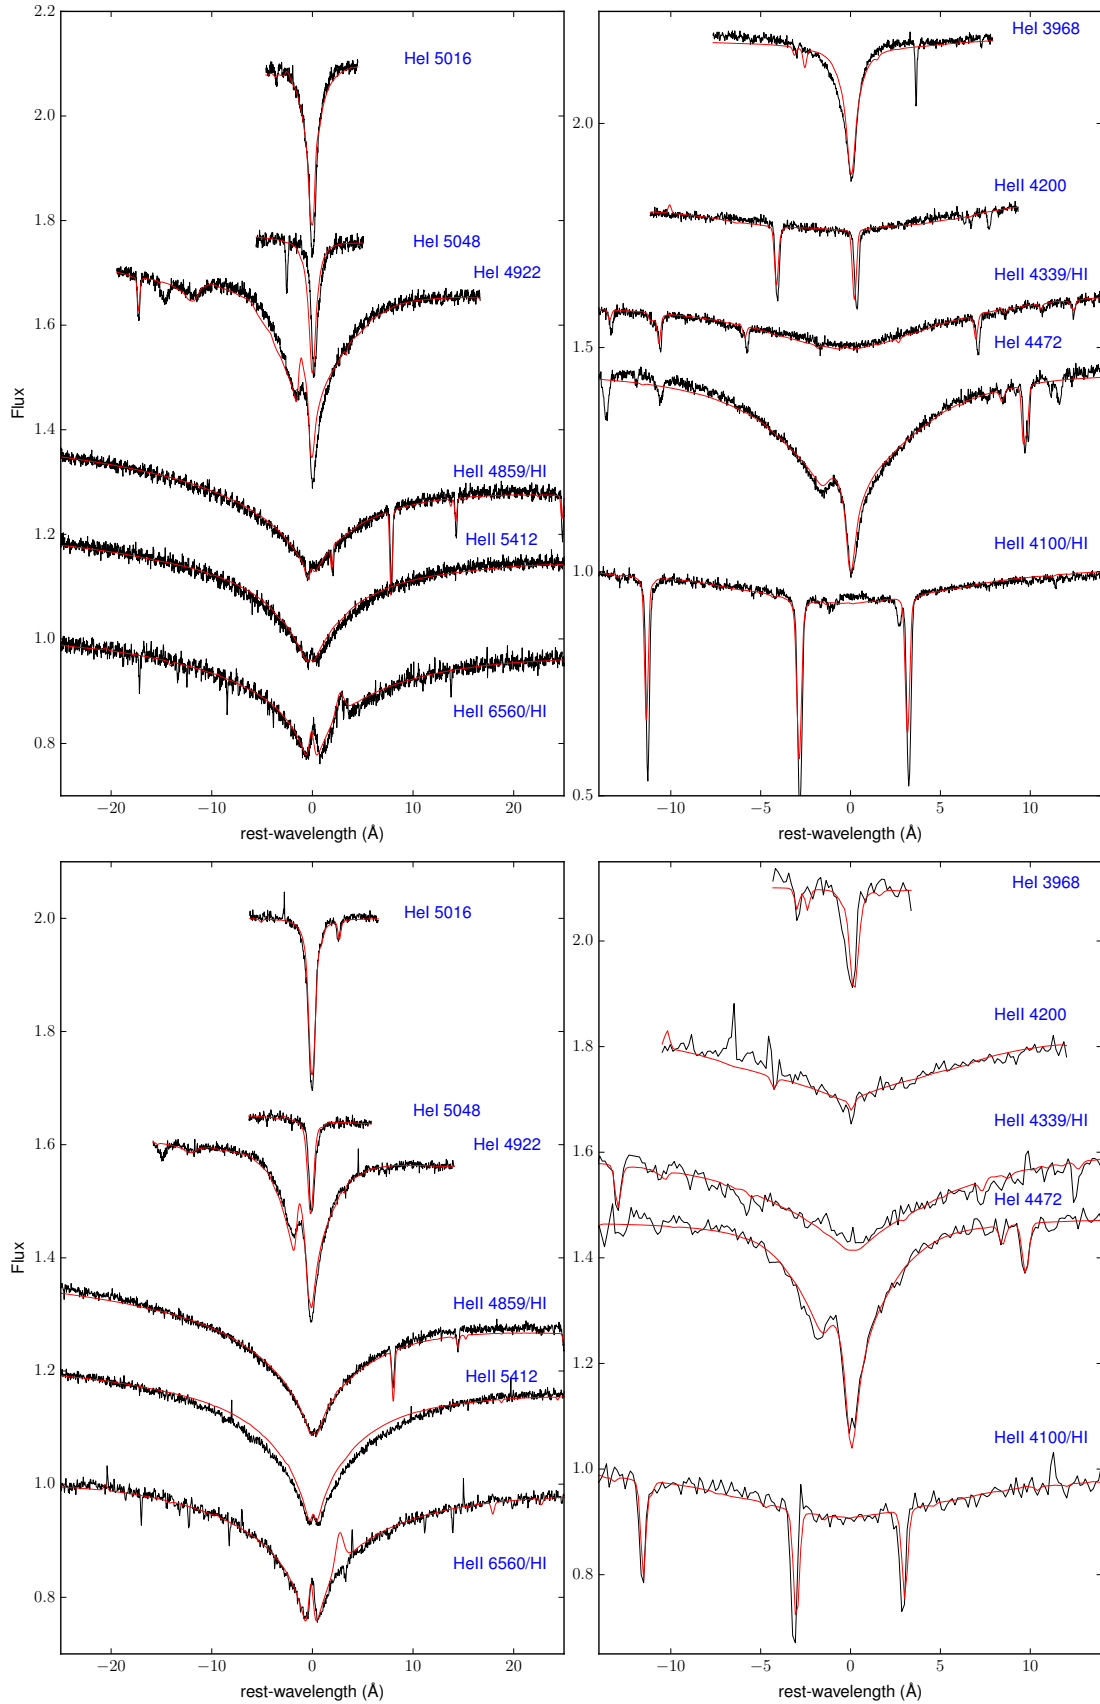 2.2
2.0
1.8
1.6
1.4
1.2
1.0
0.8
Flux
HeI 5016
HeI 5048
HeI 4922
HeII 4859/HI
HeII 5412
HeII 6560/HI
−20
−10
0
10
20
rest-wavelength (Å)
2.0
1.5
1.0
0.5
HeI 3968
HeII 4200
HeII 4339/HI
HeI 4472
HeII 4100/HI
−10
−5
0
5
10
rest-wavelength (Å)
2.0
1.8
1.6
1.4
1.2
1.0
0.8
Flux
HeI 5016
HeI 5048
HeI 4922
HeII 4859/HI
HeII 5412
HeII 6560/HI
−20
−10
0
10
20
rest-wavelength (Å)
2.0
1.8
1.6
1.4
1.2
1.0
0.8
HeI 3968
HeII 4200
HeII 4339/HI
HeI 4472
HeII 4100/HI
−10
−5
0
5
10
rest-wavelength (Å)